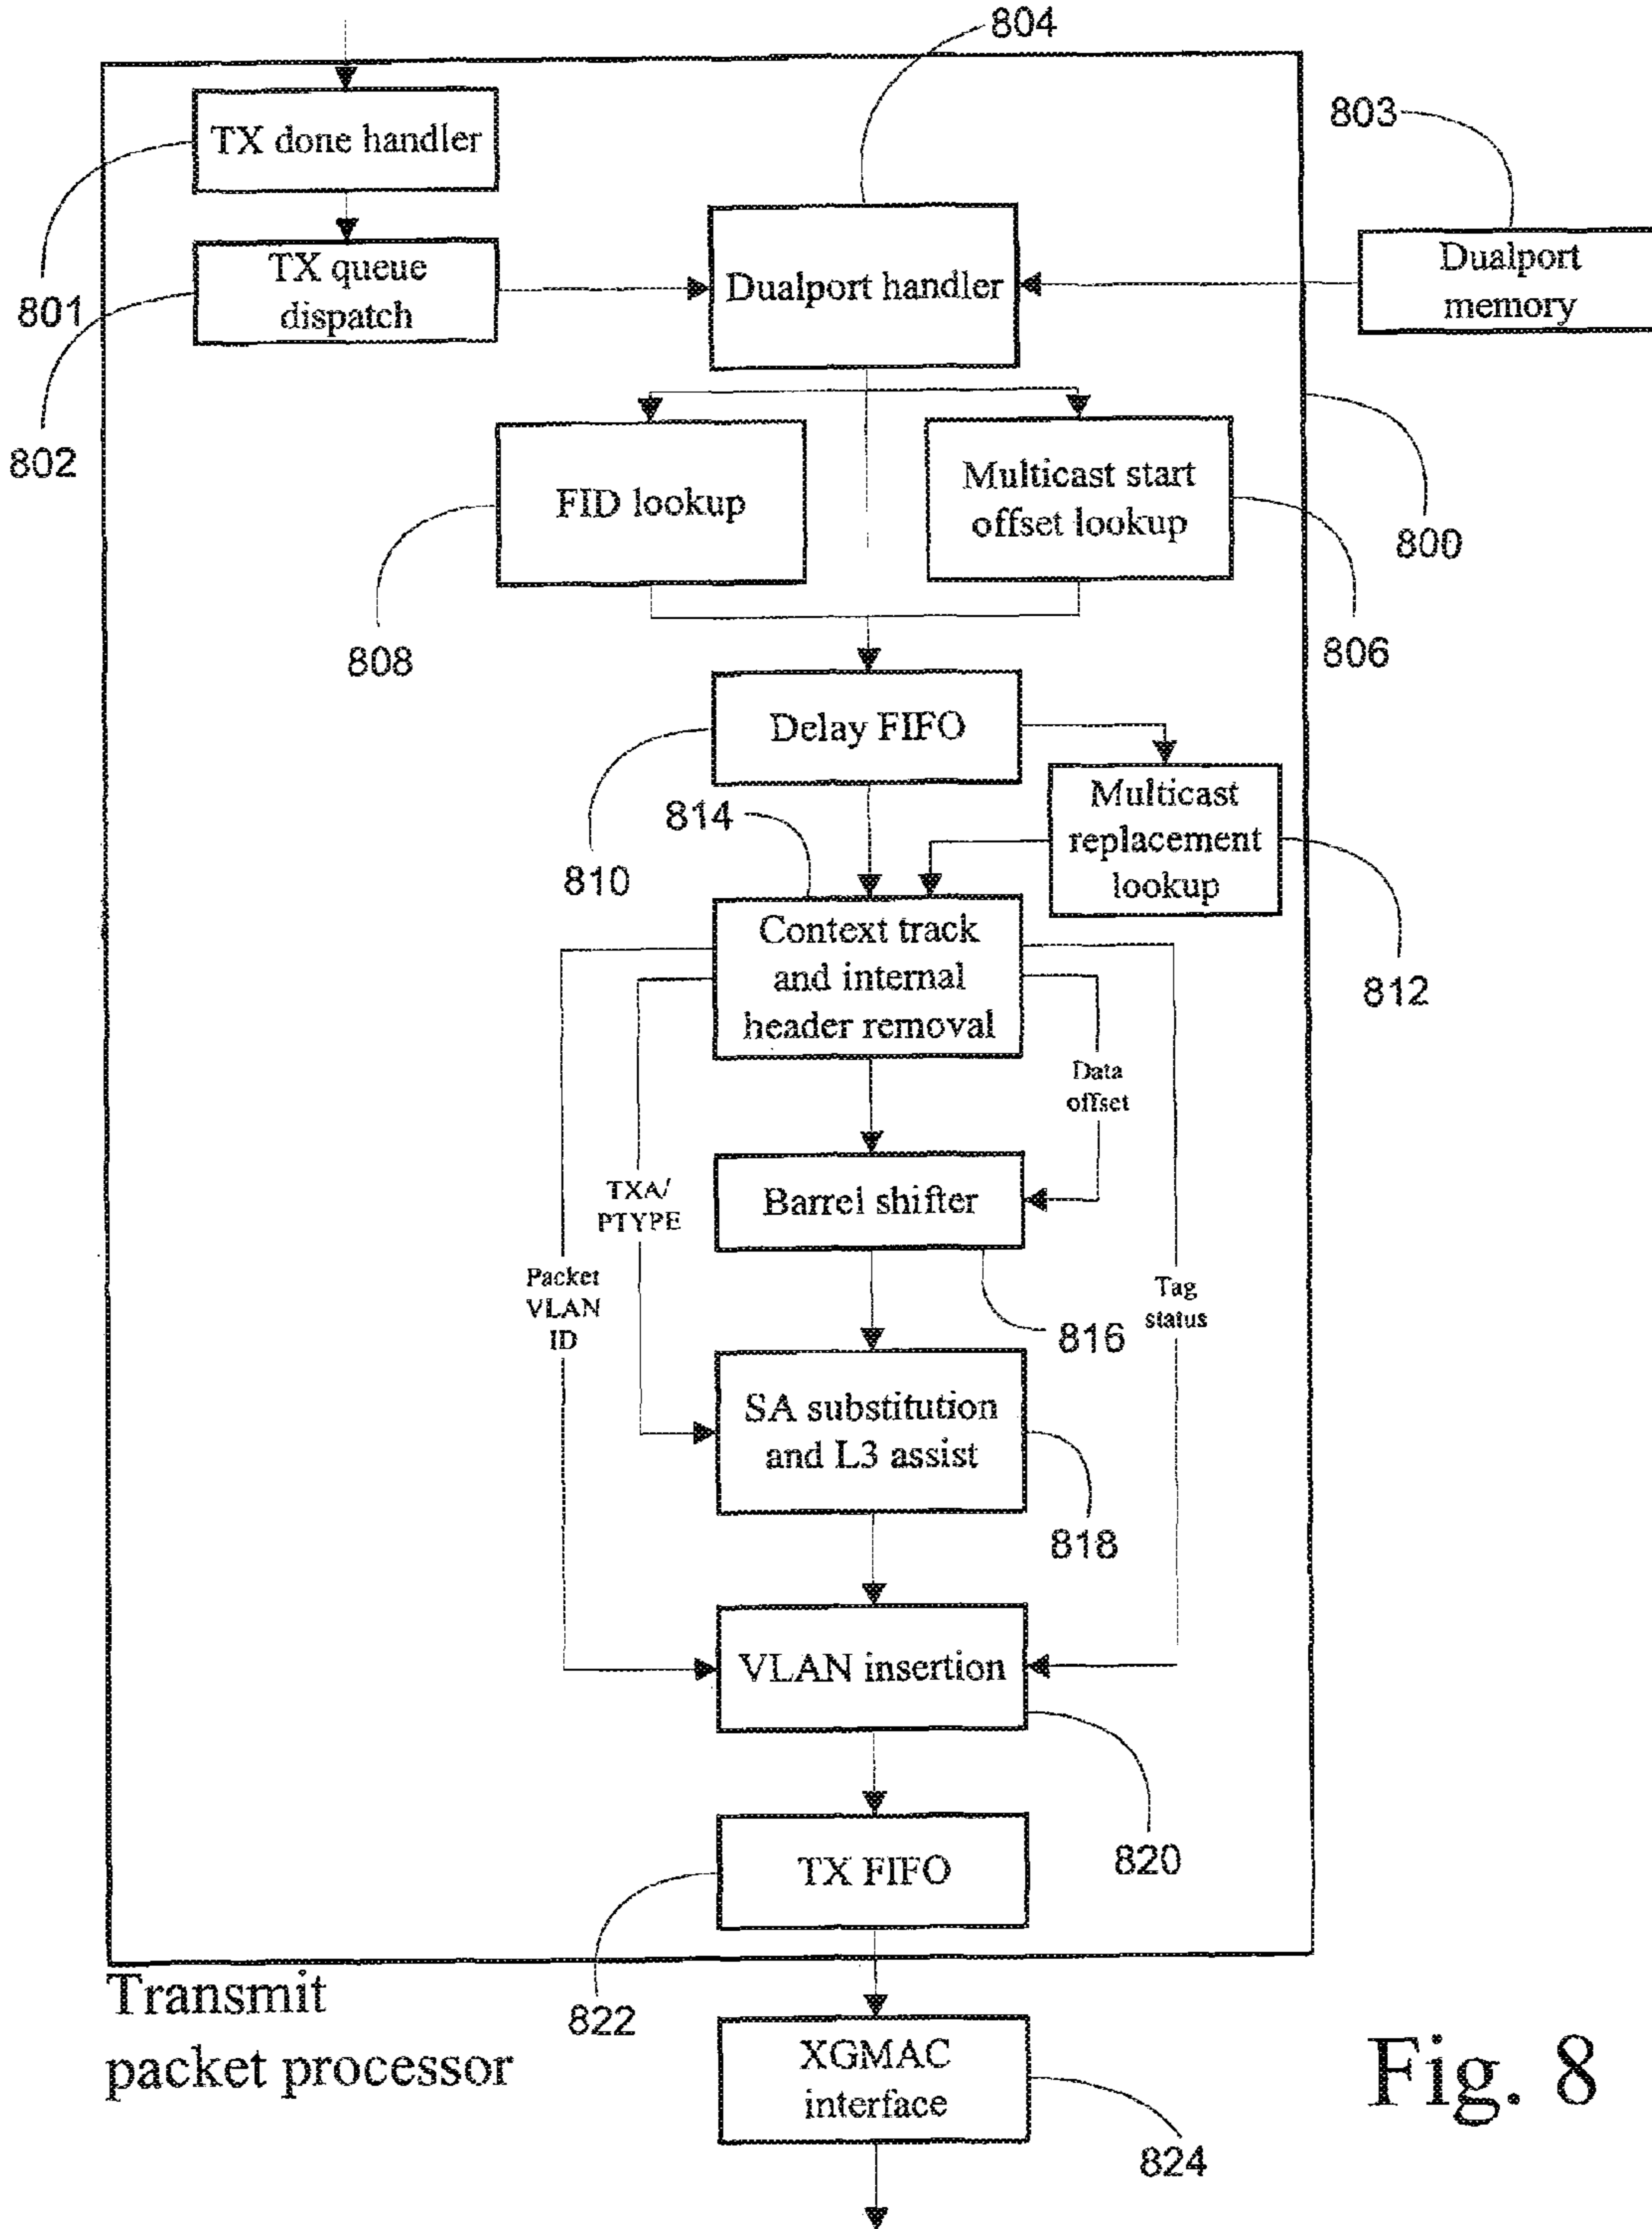 804
803
TX done handler
TX queue
dispatch
Dualport handler
Dualport
memory
801
802
FID lookup
Multicast start
offset lookup
800
808
806
Delay FIFO
814
Multicast
replacement
lookup
810
Context track
and internal
header removal
812
Data
offset
TXA/
PTYPE
Barrel shifter
Packet
VLAN
ID
Tag
status
816
SA substitution
and L3 assist
818
VLAN insertion
820
TX FIFO
Transmit
packet processor
822
XGMAC
interface
824
Fig. 8